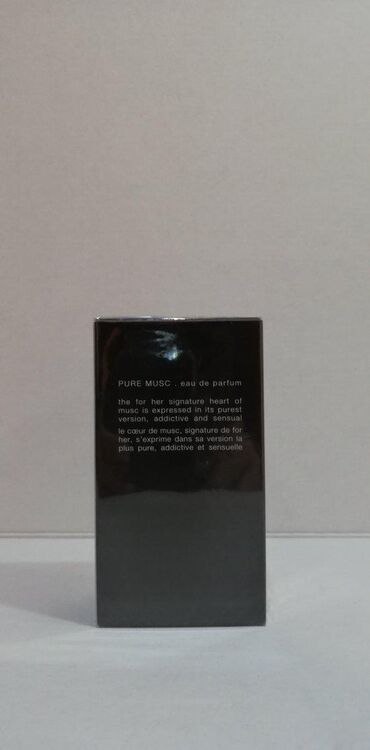 PURE MUSC . eau de parfum
the for her signature heart of
musc is expressed in its purest
version, addictive and sensual
le cœur de musc, signature de for
her, s'exprime dans sa version la
plus pure, addictive et sensuelle